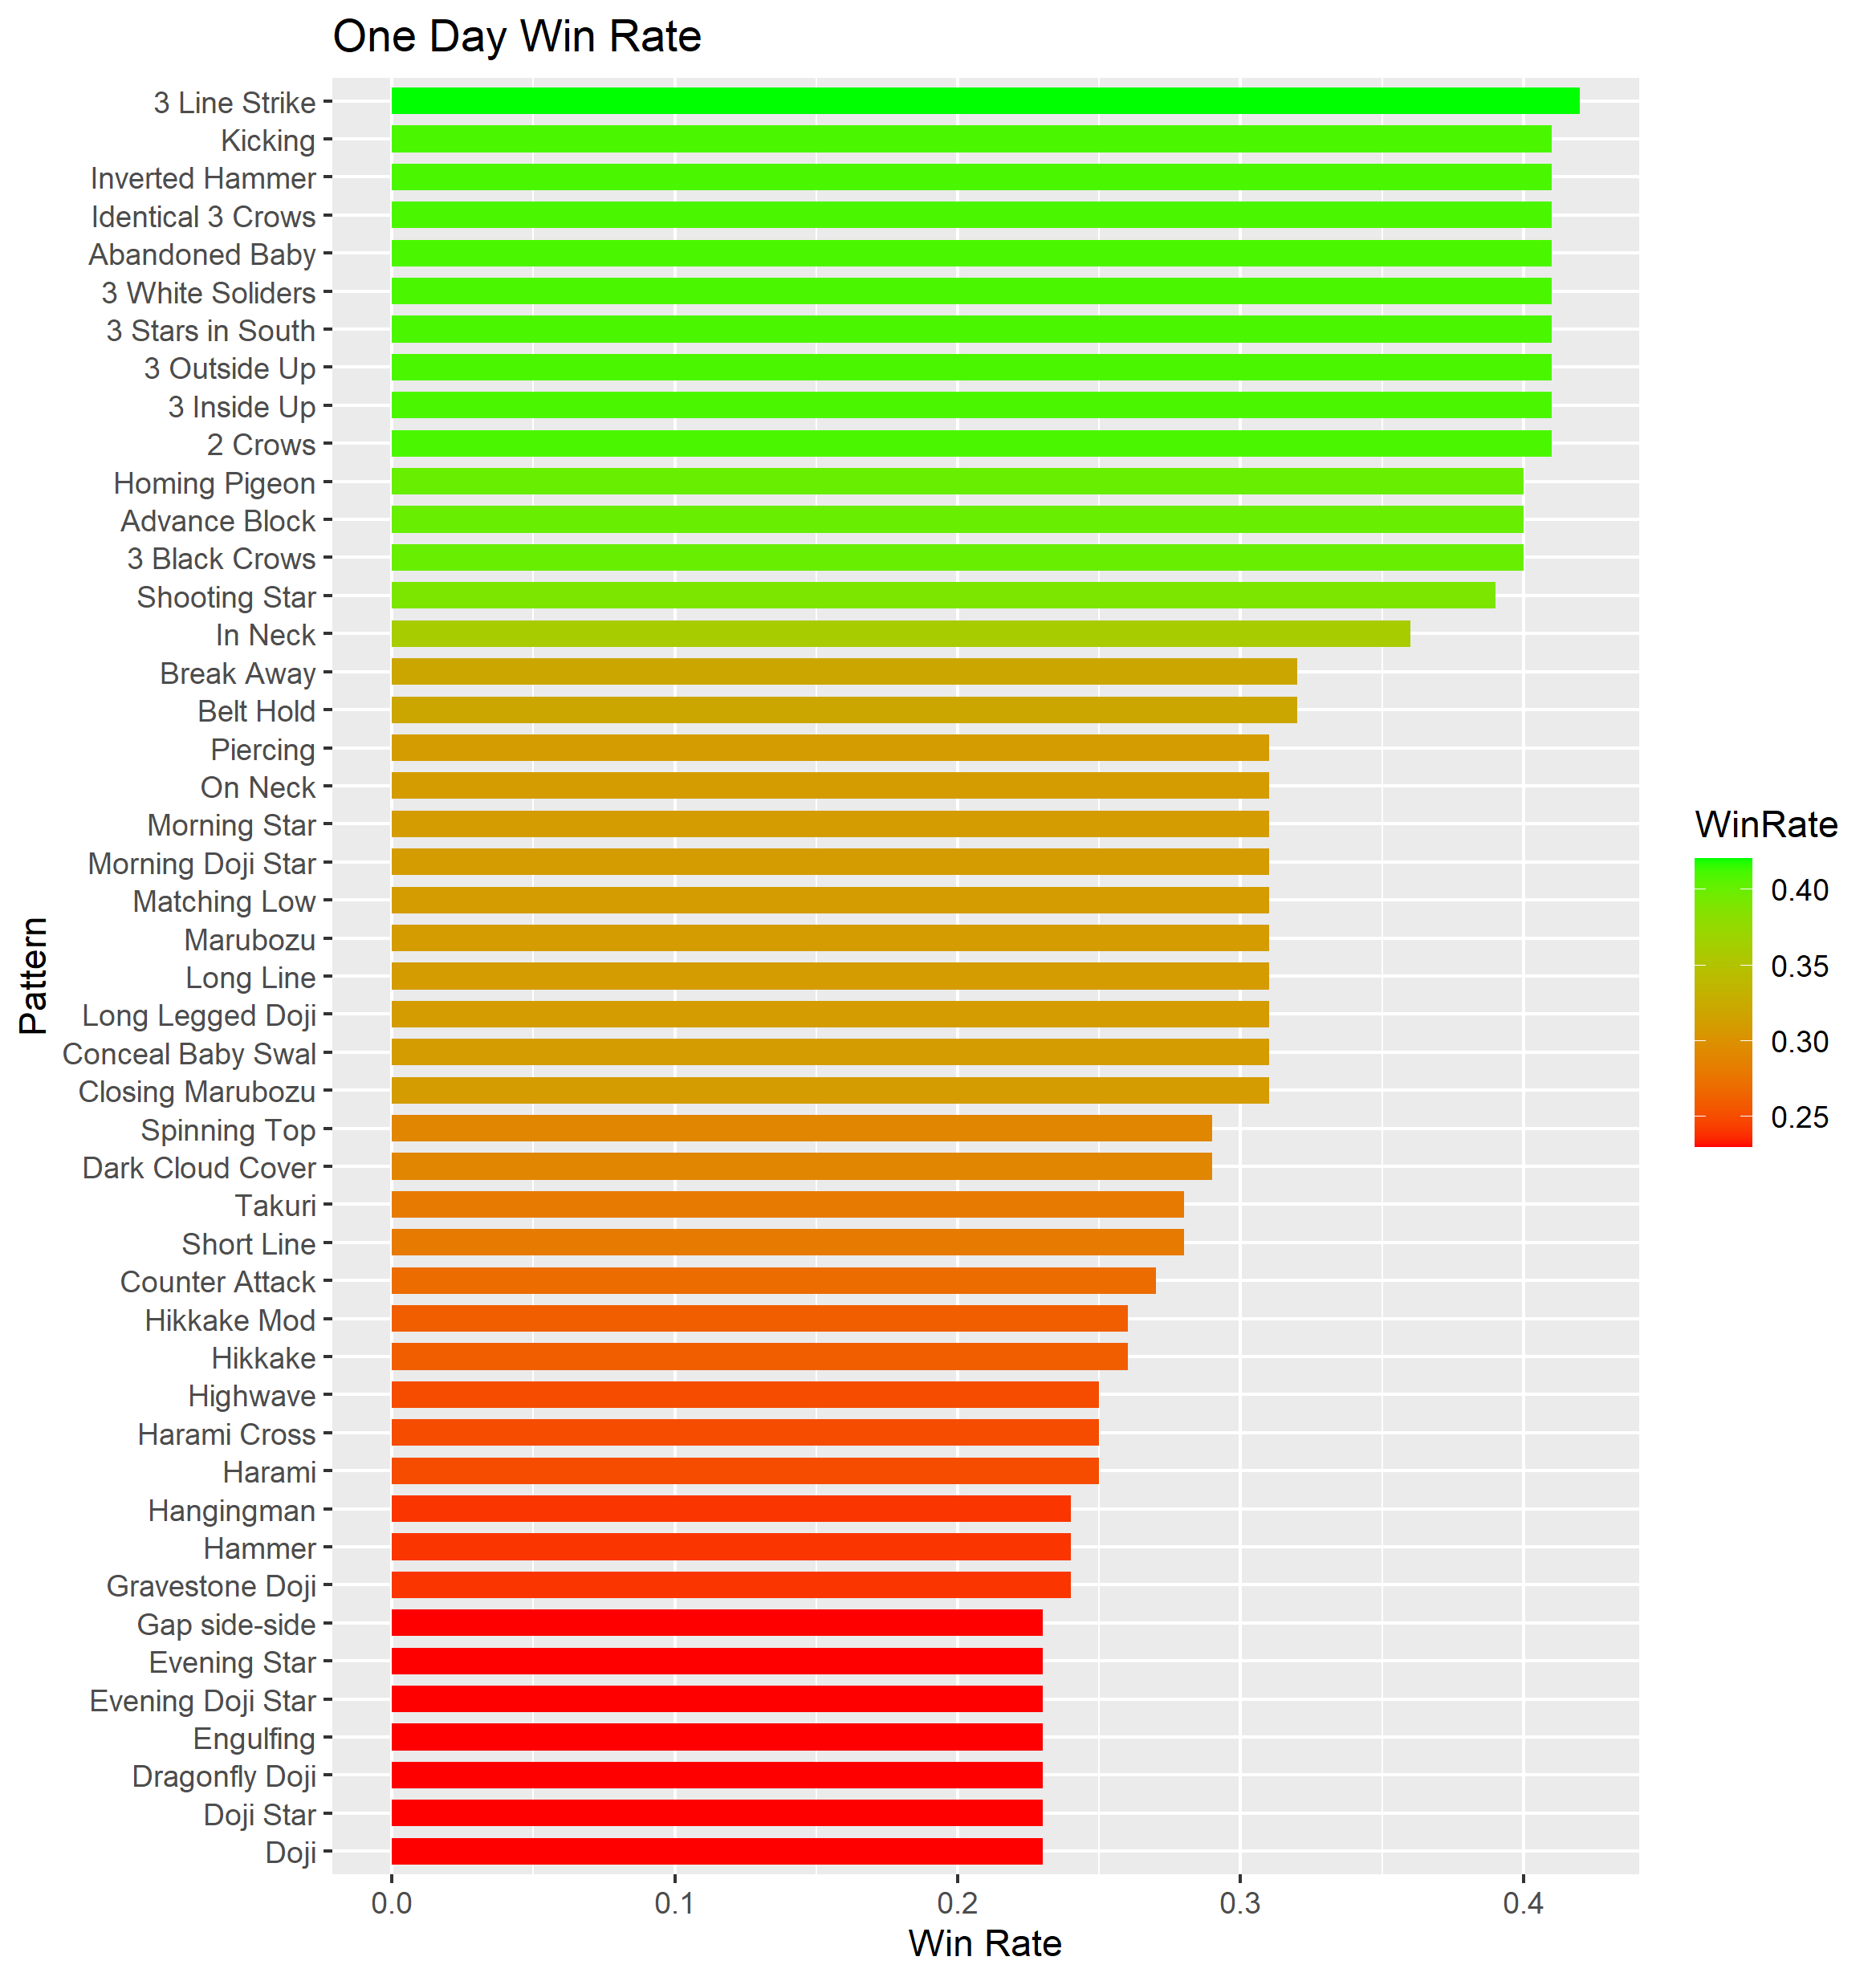 One Day Win Rate
3 Line Strike
Kicking
Inverted Hammer
Identical 3 Crows
Abandoned Baby
3 White Soliders
3 Stars in South
3 Outside Up
3 Inside Up
2 Crows
Homing Pigeon
Advance Block
3 Black Crows
Shooting Star
In Neck
Break Away
Belt Hold
Piercing
On Neck
Morning Star
Morning Doji Star
Matching Low
Marubozu
Long Line
Long Legged Doji
Conceal Baby Swal
Closing Marubozu
Spinning Top
Dark Cloud Cover
Takuri
Short Line
Counter Attack
Hikkake Mod
Hikkake
Highwave
Harami Cross
Harami
Hangingman
Hammer
Gravestone Doji
Gap side-side
Evening Star
Evening Doji Star
Engulfing
Dragonfly Doji
Doji Star
Doji
Pattern
0.0 0.1 0.2 0.3 0.4
Win Rate
WinRate
0.40
0.35
0.30
0.25